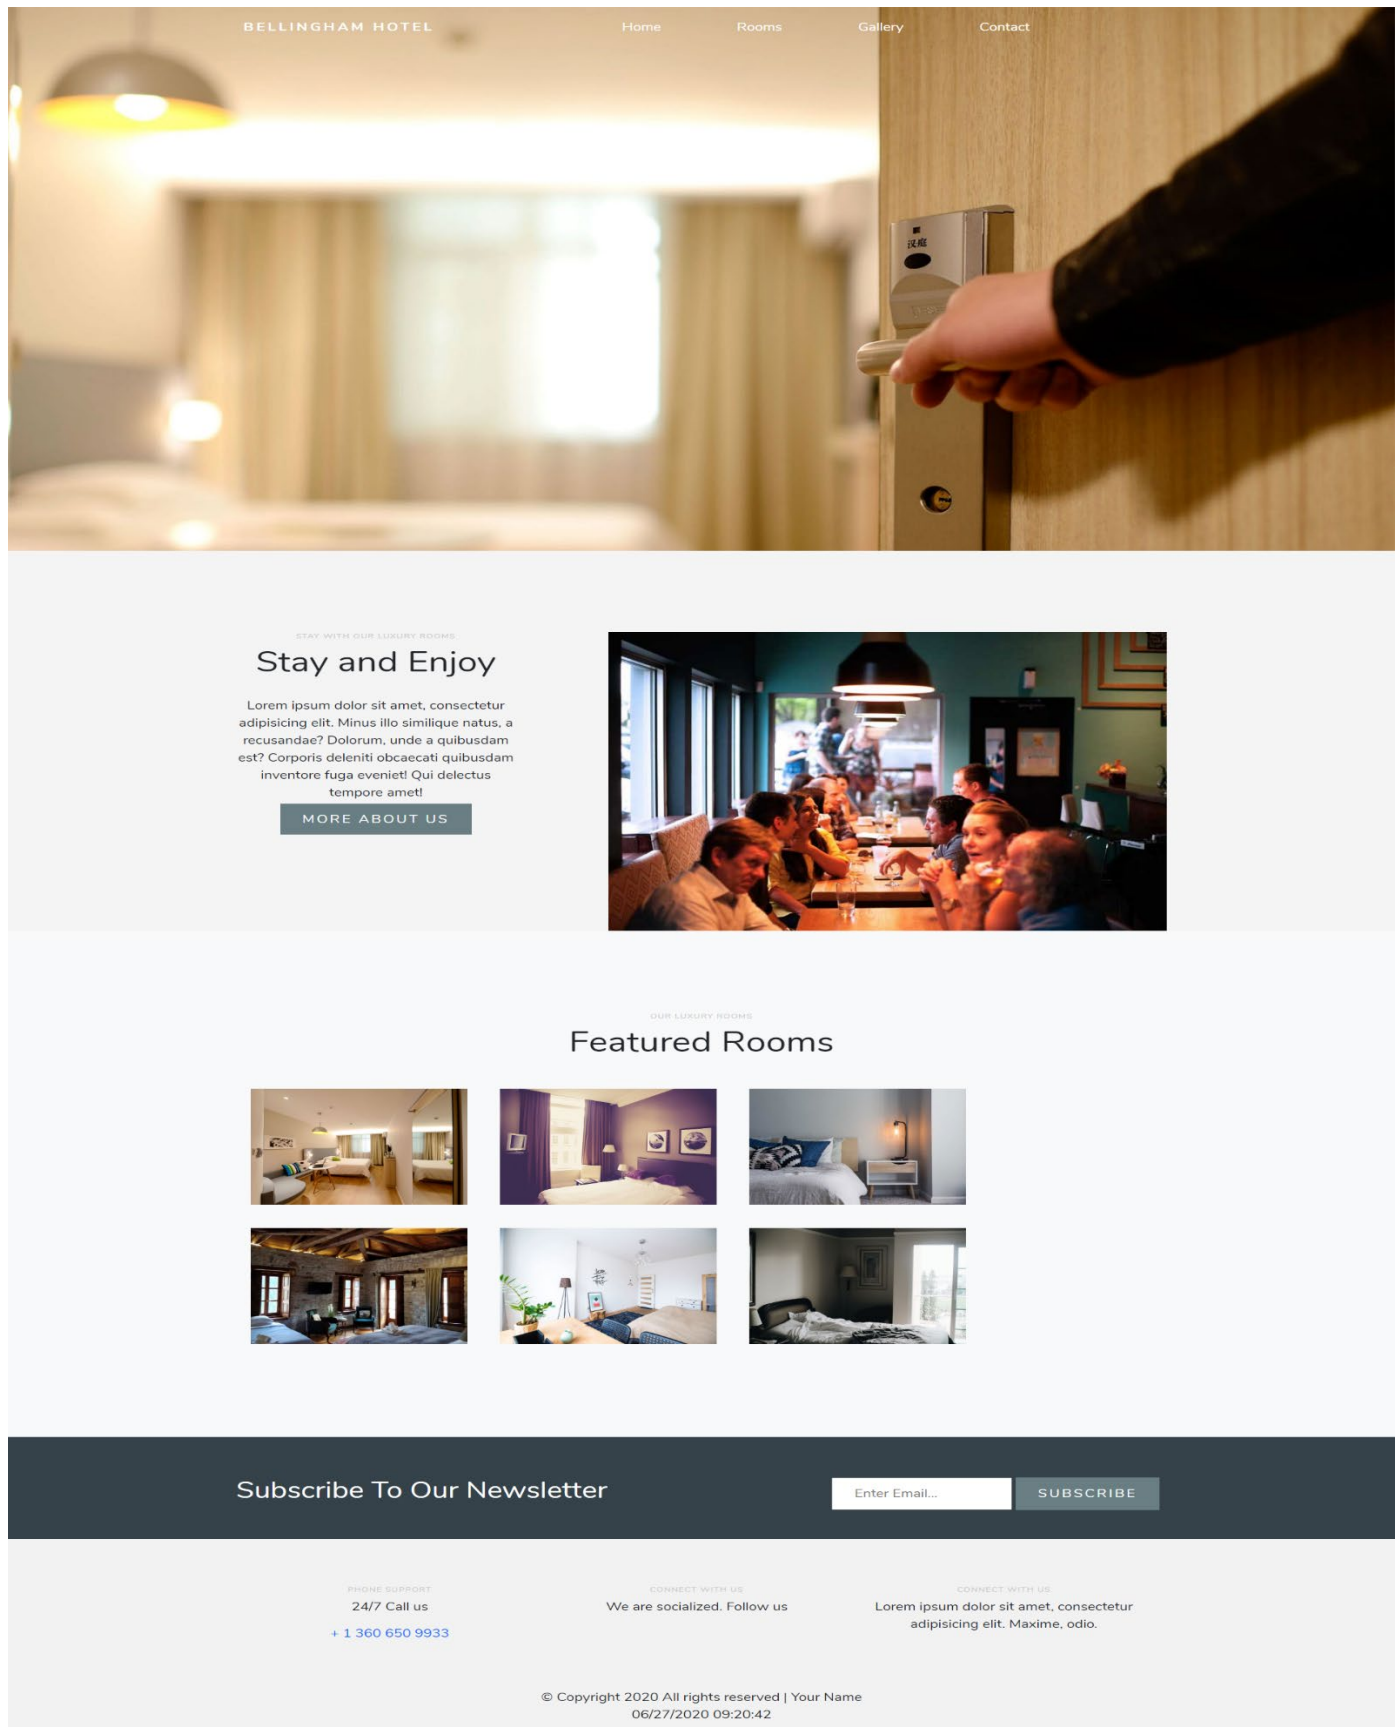 BELLINGHAM HOTEL
Home Rooms Gallery Contact
STAY WITH OUR LUXURY ROOMS
Stay and Enjoy
Lorem ipsum dolor sit amet, consectetur
adipisicing elit. Minus illo similique natus, a
recusandae? Dolorum, unde a quibusdam
est? Corporis deleniti obcaecati quibusdam
inventore fuga eveniet! Qui delectus
tempore amet!
MORE ABOUT US
OUR LUXURY ROOMS
Featured Rooms
Subscribe To Our Newsletter
Enter Email...
SUBSCRIBE
PHONE SUPPORT
24/7 Call us
+ 1 360 650 9933
CONNECT WITH US
We are socialized. Follow us
CONNECT WITH US
Lorem ipsum dolor sit amet, consectetur
adipisicing elit. Maxime, odio.
© Copyright 2020 All rights reserved | Your Name
06/27/2020 09:20:42